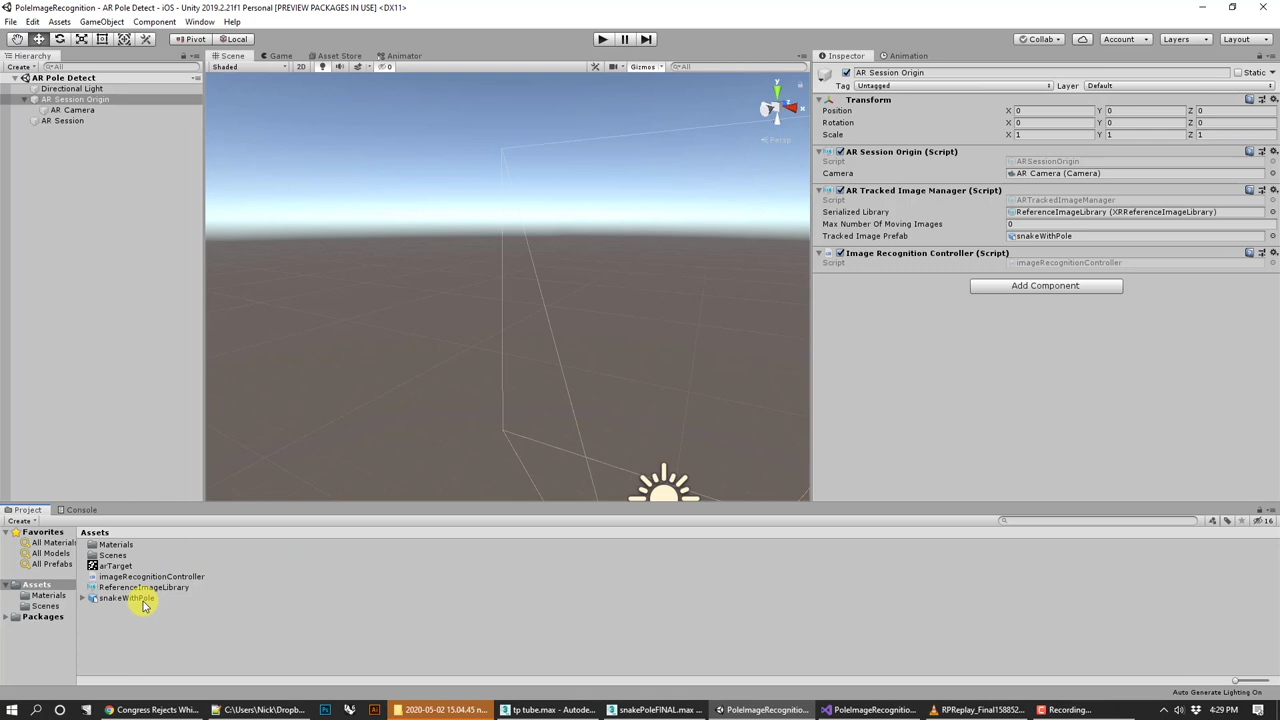 PoleImageRecognition - AR Pole Detect - iOS - Unity 2019.2.21f1 Personal [PREVIEW PACKAGES IN USE] <DX11>
File Edit Assets GameObject Component Window Help
Pivot Local Collab Account Layers Layout
Hierarchy Scene Game Asset Store Animator Inspector Animation
Create All Shaded 2D 0 Gizmos All
AR Session Origin Static
AR Pole Detect
Tag Untagged Layer Default
Directional Light
AR Session Origin
AR Camera
AR Session
y
x
Persp
Transform
Position X 0 Y 0 Z 0
Rotation X 0 Y 0 Z 0
Scale X 1 Y 1 Z 1
AR Session Origin (Script)
Script ARSessionOrigin
Camera AR Camera (Camera)
AR Tracked Image Manager (Script)
Script ARTrackedImageManager
Serialized Library ReferenceImageLibrary (XRReferenceImageLibrary)
Max Number Of Moving Images 0
Tracked Image Prefab snakeWithPole
Image Recognition Controller (Script)
Script imageRecognitionController
Add Component
Project Console
Create 16
Favorites
All Materials
All Models
All Prefabs
Assets
Materials
Scenes
Packages
Assets
Materials
Scenes
arTarget
imageRecognitionController
ReferenceImageLibrary
snakeWithPole
Auto Generate Lighting On
Congress Rejects Whi... C:\Users\Nick\Dropb... Ps Ai 2020-05-02 15.04.45 n... tp tube.max - Autode... snakePoleFINAL.max ... PoleImageRecognitio... PoleImageRecognitio... RPReplay_Final158852... Recording... 4:29 PM